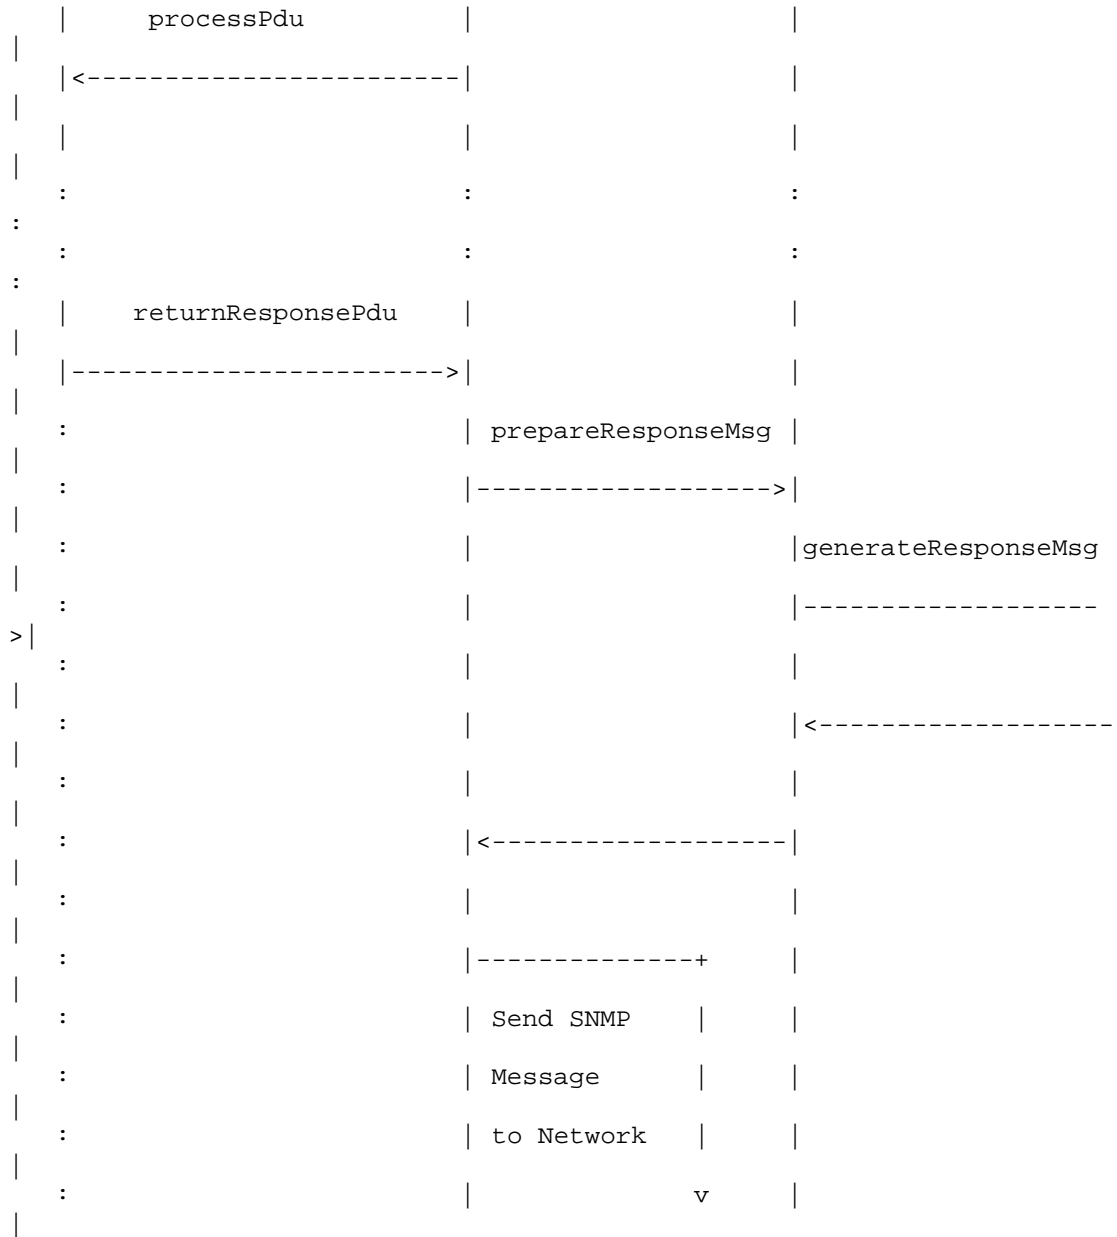 |     processPdu          |                    |
|
|<------------------------|                    |
|
|                         |                    |
|
:                         :                    :
:
:                         :                    :
:
|    returnResponsePdu    |                    |
|
|------------------------>|                    |
|
:                         | prepareResponseMsg |
|
:                         |------------------->|
|
:                         |                    |generateResponseMsg
|
:                         |                    |-------------------
>|
:                         |                    |
|
:                         |                    |<-------------------
|
:                         |                    |
|
:                         |<-------------------|
|
:                         |                    |
|
:                         |--------------+     |
|
:                         | Send SNMP    |     |
|
:                         | Message      |     |
|
:                         | to Network   |     |
|
:                         |              v     |
|